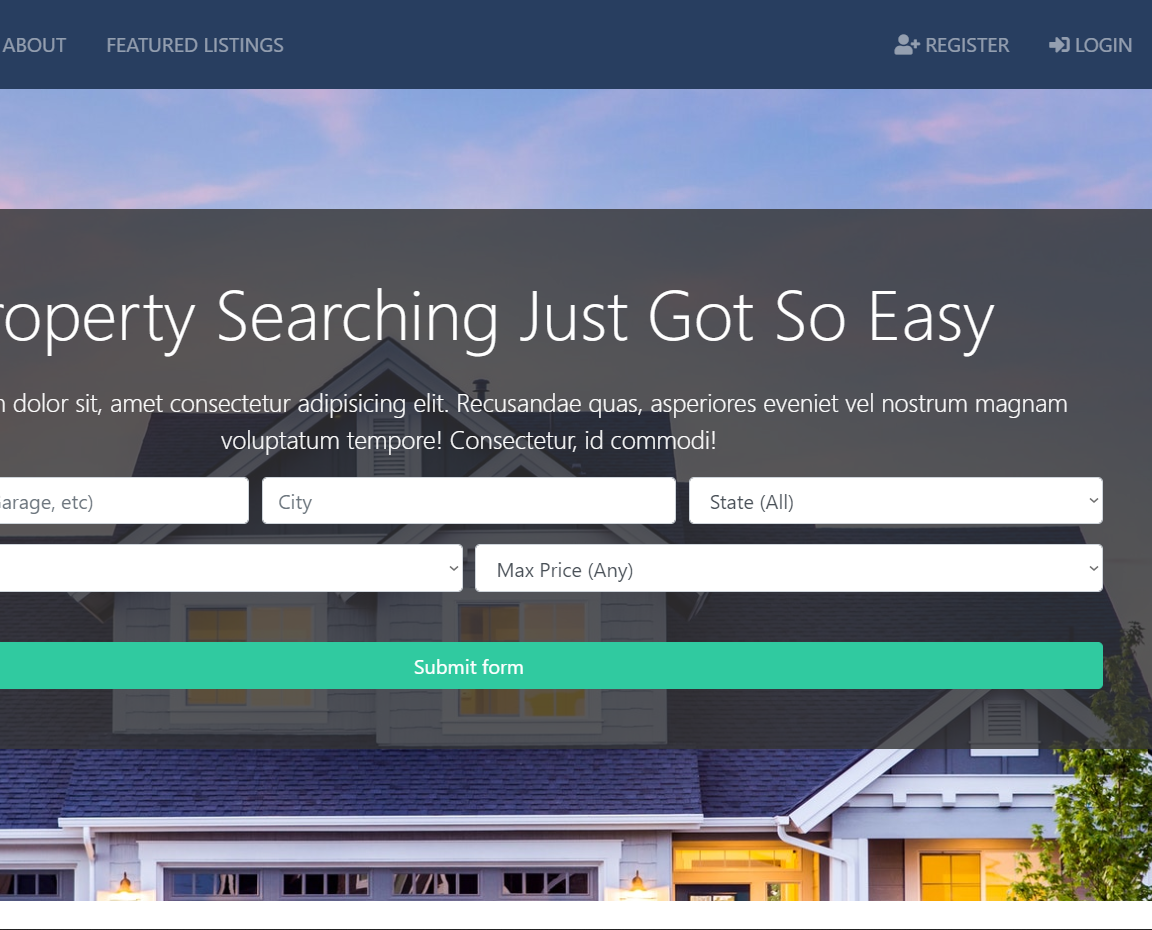 ABOUT FEATURED LISTINGS REGISTER LOGIN
roperty Searching Just Got So Easy
dolor sit, amet consectetur adipisicing elit. Recusandae quas, asperiores eveniet vel nostrum magnam
voluptatum tempore! Consectetur, id commodi!
arage, etc) City State (All)
Max Price (Any)
Submit form